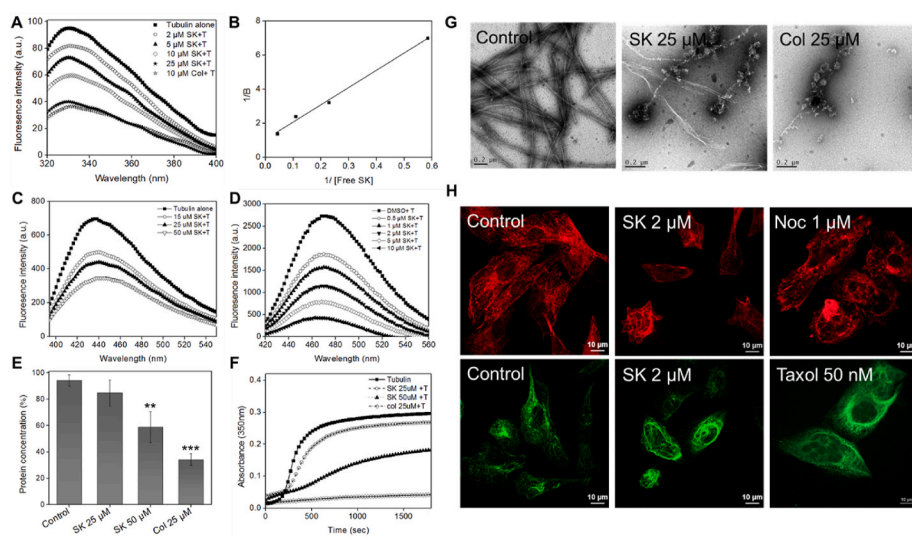 A
Fluoresence intensity (a.u.)
100
80
60
40
20
0
320
340
360
380
400
Wavelength (nm)
Tubulin alone
2 µM SK+T
5 µM SK+T
10 µM SK+T
25 µM SK+T
10 µM Col+ T
B
1/B
8
6
4
2
0
0.0
0.1
0.2
0.3
0.4
0.5
0.6
1/ [Free SK]
C
Fluorescence intensity (a.u.)
800
600
400
200
0
400
420
440
460
480
500
520
540
Wavelength (nm)
Tubulin alone
15 uM SK+T
25 uM SK+T
50 uM SK+T
D
Fluorescence intensity (a.u.)
3000
2500
2000
1500
1000
500
0
420
440
460
480
500
520
540
560
Wavelength (nm)
DMSO+ T
0.5 µM SK+T
1 µM SK+T
2 µM SK+T
5 µM SK+T
10 µM SK+T
E
Protein concentration (%)
100
80
60
40
20
0
**
***
Control
SK 25 µM
SK 50 µM
Col 25 µM
F
Absorbance (350nm)
0.4
0.3
0.2
0.1
0.0
0
500
1000
1500
Time (sec)
Tubulin
SK 25uM +T
SK 50uM +T
col 25uM+T
G
Control
0.2 µm
SK 25 µM
0.2 µm
Col 25 µM
0.2 µm
H
Control
10 µm
SK 2 µM
10 µm
Noc 1 µM
10 µm
Control
10 µm
SK 2 µM
10 µm
Taxol 50 nM
10 µm